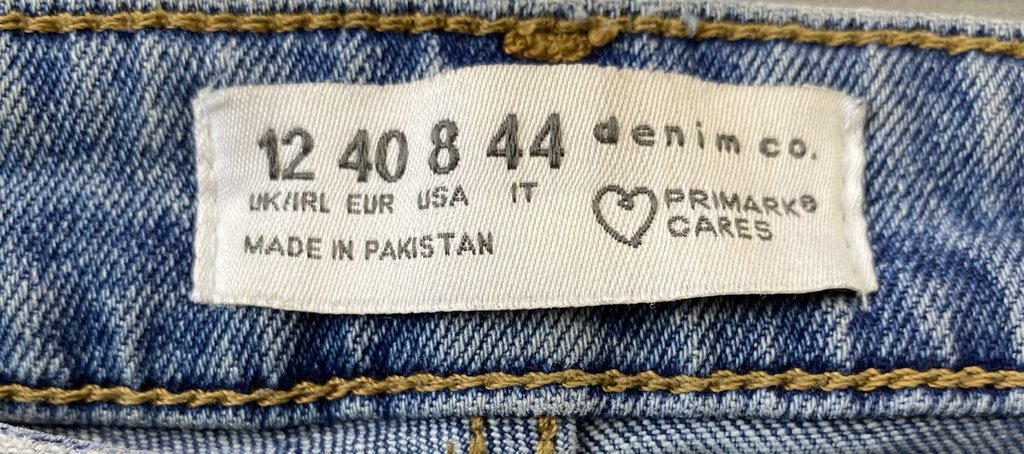 12 40 8 44
UK/IRL EUR USA IT
MADE IN PAKISTAN
denim co.
PRIMARK®
CARES